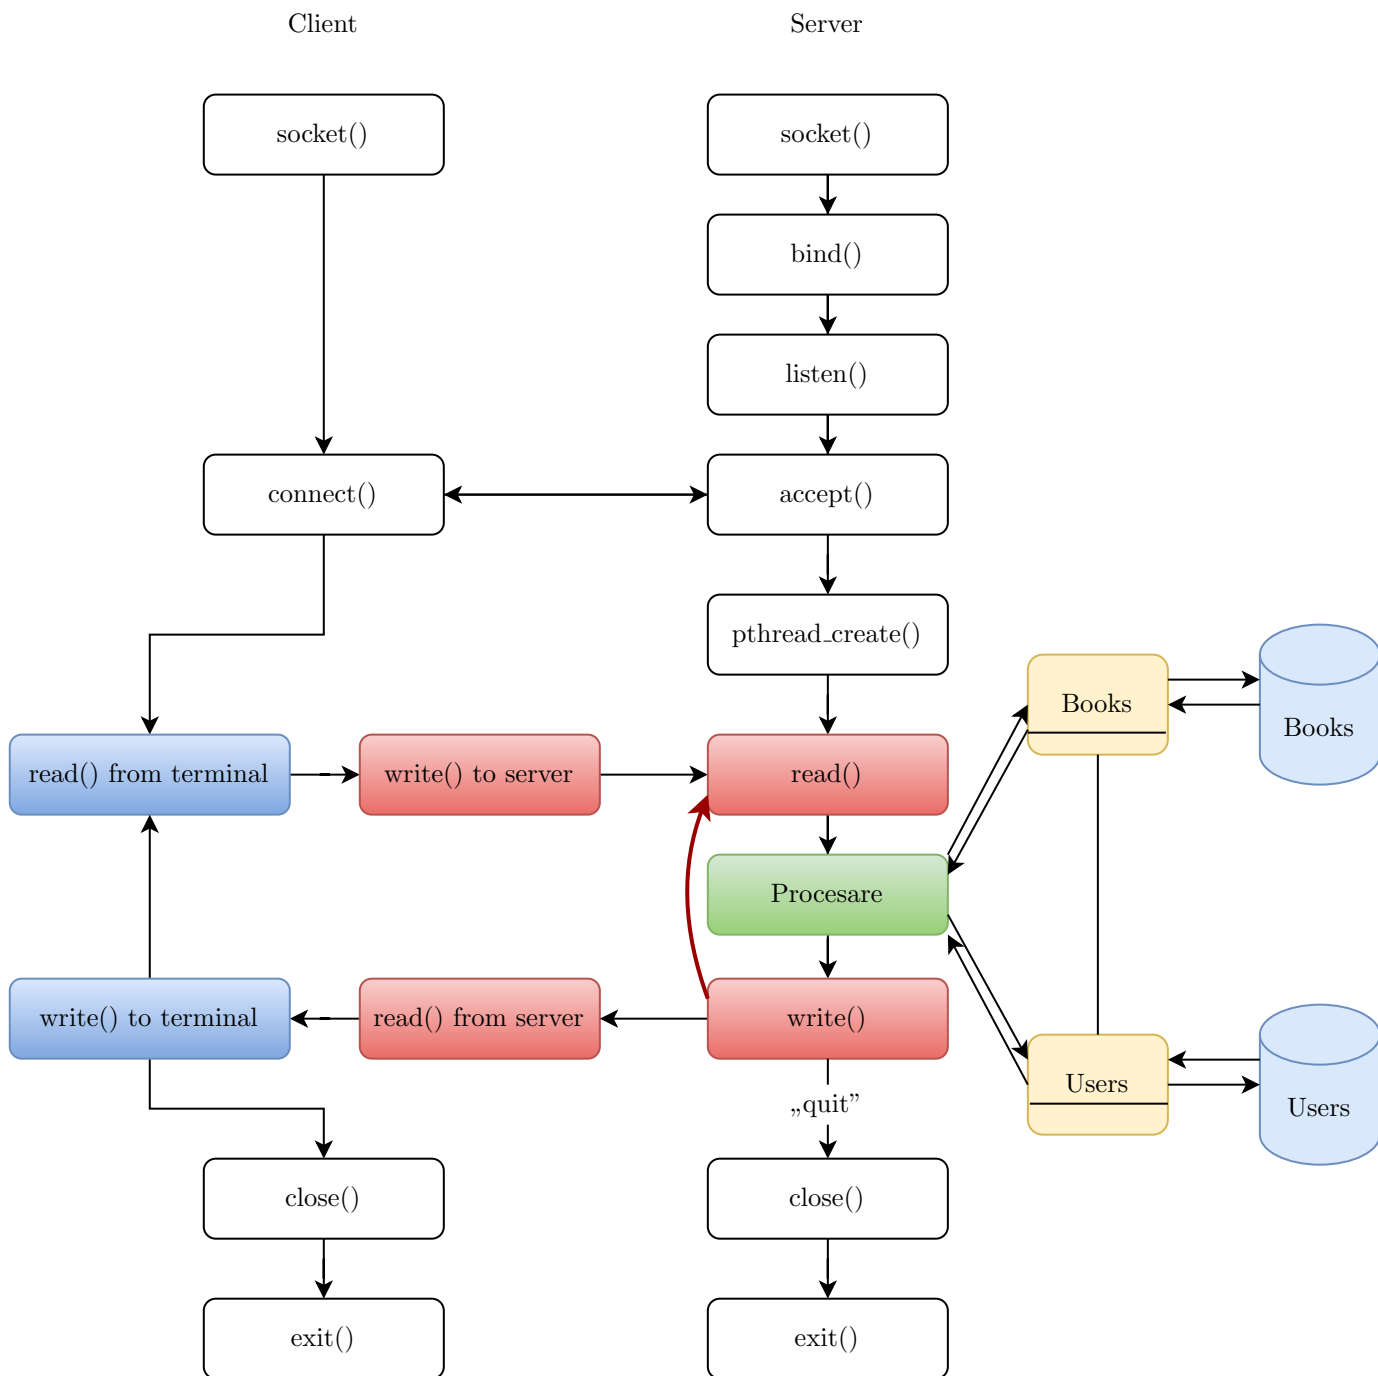 Client
Server
socket()
socket()
bind()
listen()
connect()
accept()
pthread_create()
Books
Books
read() from terminal
write() to server
read()
Procesare
write() to terminal
read() from server
write()
Users
Users
„quit”
close()
close()
exit()
exit()